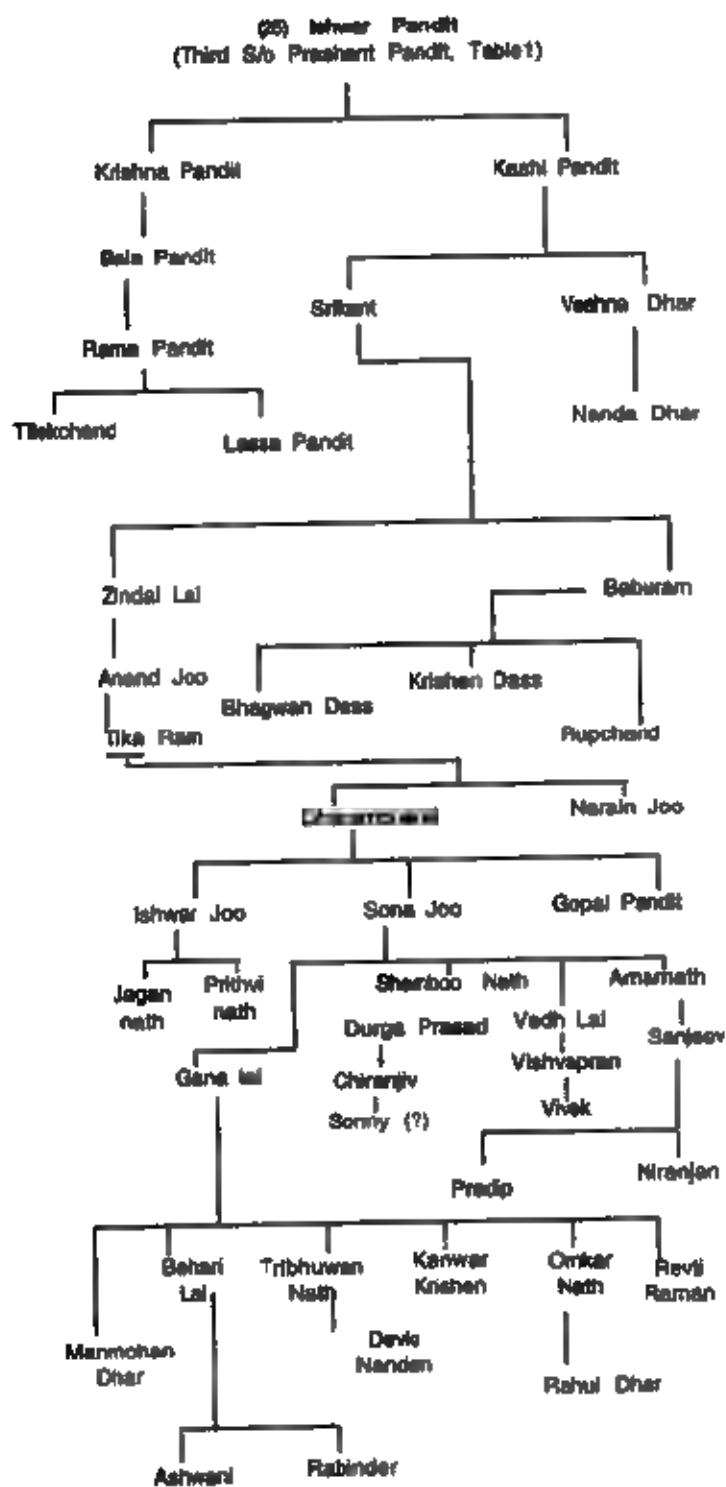 (25) Ishwar Pandit
(Third S/o Prashant Pandit, Table1)
Krishna Pandit
Kashi Pandit
Bala Pandit
Srikant
Veshna Dhar
Rama Pandit
Nanda Dhar
Tilekchand
Lassa Pandit
Zindal Lal
Baburam
Anand Joo
Krishen Dass
Bhagwan Dass
Rupchand
Tika Ram
Narain Joo
Ishwar Joo
Sona Joo
Gopal Pandit
Jagan
nath
Prithvi
nath
Shamboo Nath
Amarnath
Durga Prasad
Vedh Lal
Sanjeev
Gana lal
Chiranjiv
Vishvapran
Sonny (?)
Vivek
Pradip
Niranjan
Behari
Lal
Tribhuwan
Nath
Kanwar
Krishen
Omkar
Nath
Revti
Raman
Manmohan
Dhar
Devki
Nandan
Rahul Dhar
Ashwani
Rabinder